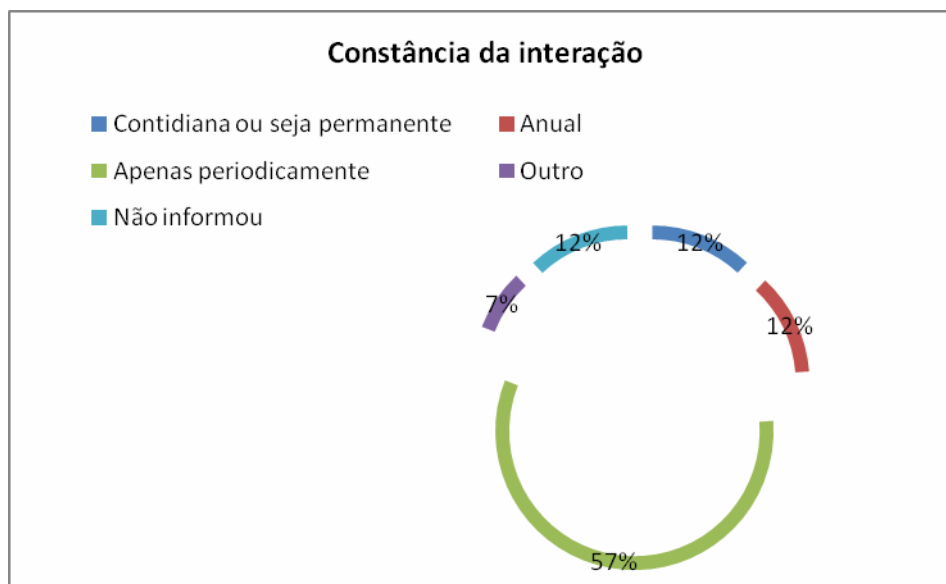 Constância da interação
Contidiana ou seja permanente
Anual
Apenas periodicamente
Outro
Não informou
12%
12%
7%
12%
57%